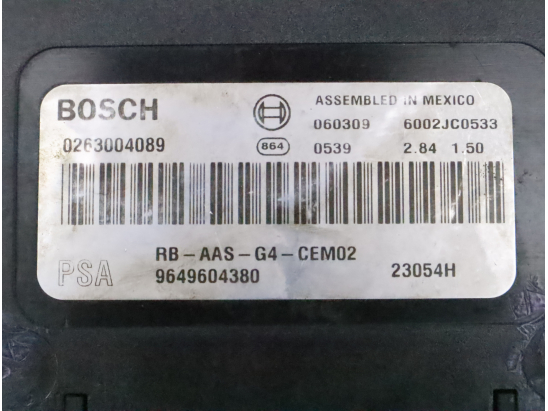 BOSCH ASSEMBLED IN MEXICO
060309 6002JC0533
0263004089 864 0539 2.84 1.50
RB-AAS-G4-CEM02
PSA 9649604380 23054H